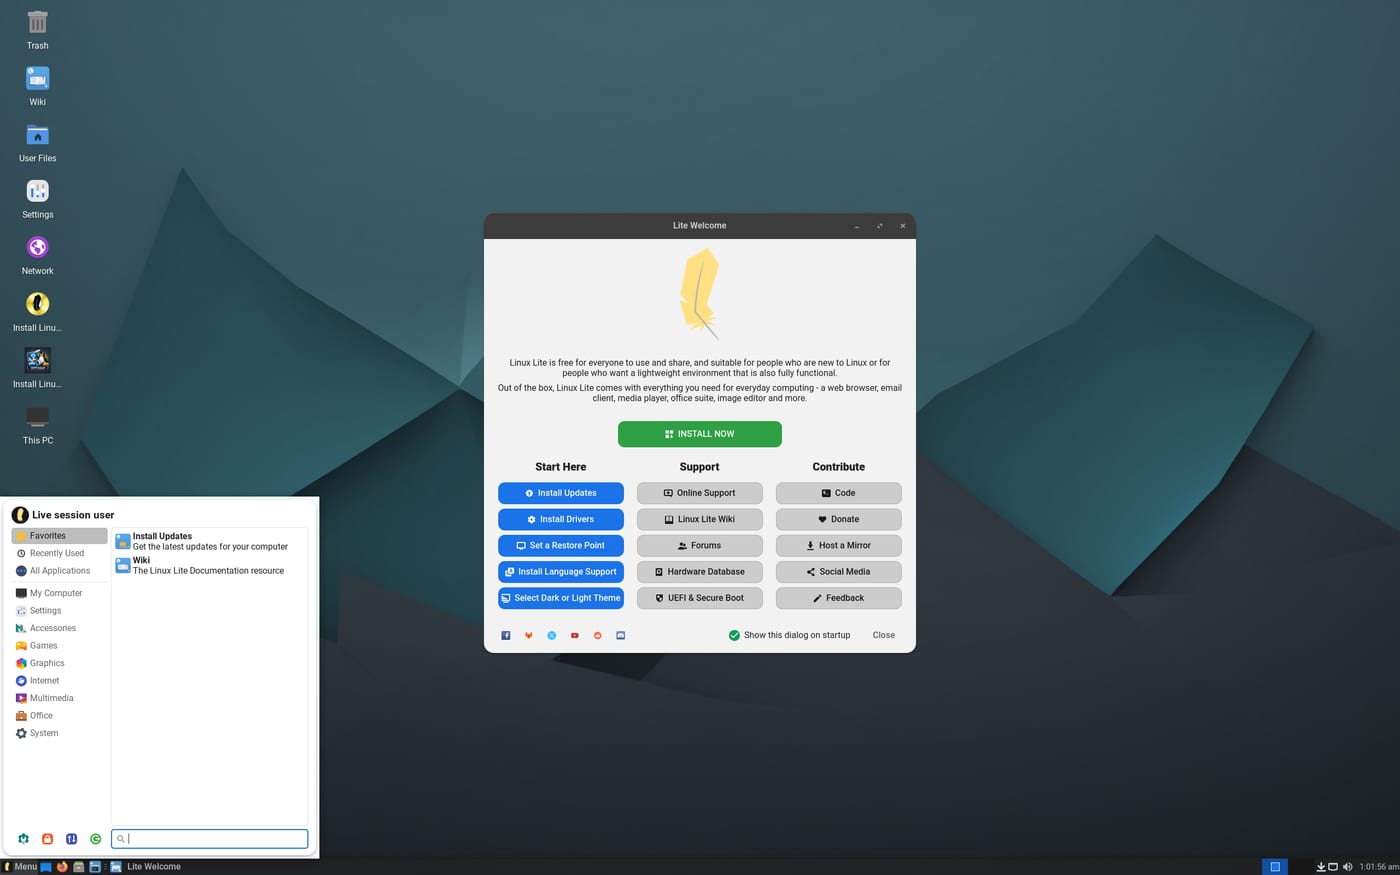 Trash
Wiki
User Files
Settings
Network
Install Linu...
Install Linu...
This PC
Lite Welcome
Linux Lite is free for everyone to use and share, and suitable for people who are new to Linux or for
people who want a lightweight environment that is also fully functional.
Out of the box, Linux Lite comes with everything you need for everyday computing - a web browser, email
client, media player, office suite, image editor and more.
INSTALL NOW
Start Here
Install Updates
Install Drivers
Set a Restore Point
Install Language Support
Select Dark or Light Theme
Support
Online Support
Linux Lite Wiki
Forums
Hardware Database
UEFI & Secure Boot
Contribute
Code
Donate
Host a Mirror
Social Media
Feedback
Show this dialog on startup
Close
Live session user
Favorites
Recently Used
All Applications
My Computer
Settings
Accessories
Games
Graphics
Internet
Multimedia
Office
System
Install Updates
Get the latest updates for your computer
Wiki
The Linux Lite Documentation resource
Menu
Lite Welcome
1:01:56 am